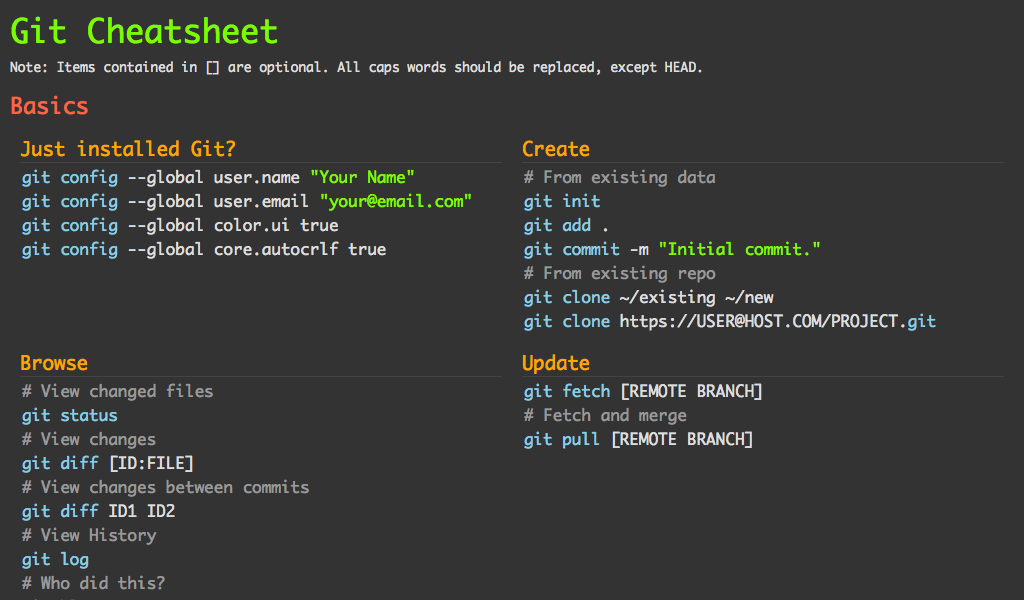 Git Cheatsheet
Note: Items contained in [] are optional. All caps words should be replaced, except HEAD.
Basics
Just installed Git?
git config --global user.name "Your Name"
git config --global user.email "your@email.com"
git config --global color.ui true
git config --global core.autocrlf true
Create
# From existing data
git init
git add .
git commit -m "Initial commit."
# From existing repo
git clone ~/existing ~/new
git clone https://USER@HOST.COM/PROJECT.git
Browse
# View changed files
git status
# View changes
git diff [ID:FILE]
# View changes between commits
git diff ID1 ID2
# View History
git log
# Who did this?
Update
git fetch [REMOTE BRANCH]
# Fetch and merge
git pull [REMOTE BRANCH]